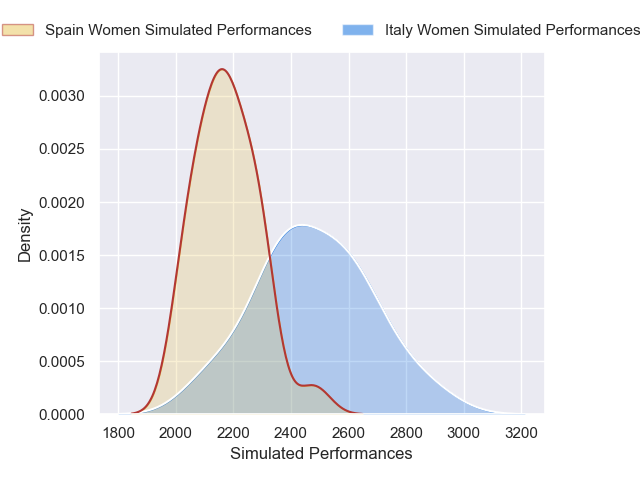 Spain Women Simulated Performances Italy Women Simulated Performances
0.0030
0.0025
0.0020
0.0015
0.0010
0.0005
0.0000
Density
1800 2000 2200 2400 2600 2800 3000 3200
Simulated Performances